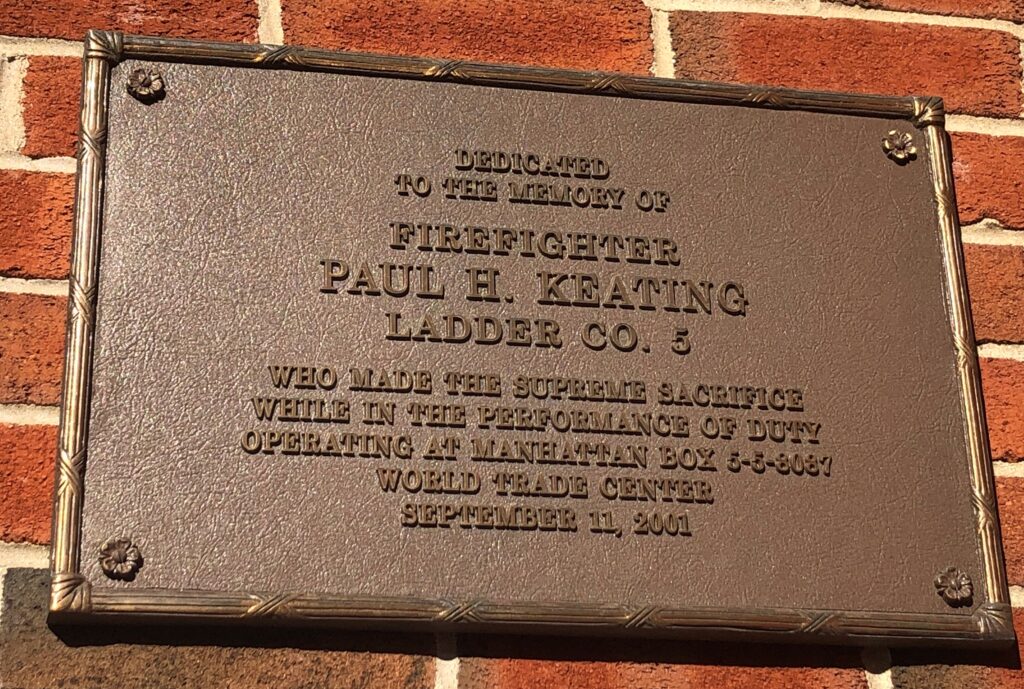 DEDICATED
TO THE MEMORY OF
FIREFIGHTER
PAUL H. KEATING
LADDER CO. 5
WHO MADE THE SUPREME SACRIFICE
WHILE IN THE PERFORMANCE OF DUTY
OPERATING AT MANHATTAN BOX 5-5-8087
WORLD TRADE CENTER
SEPTEMBER 11, 2001